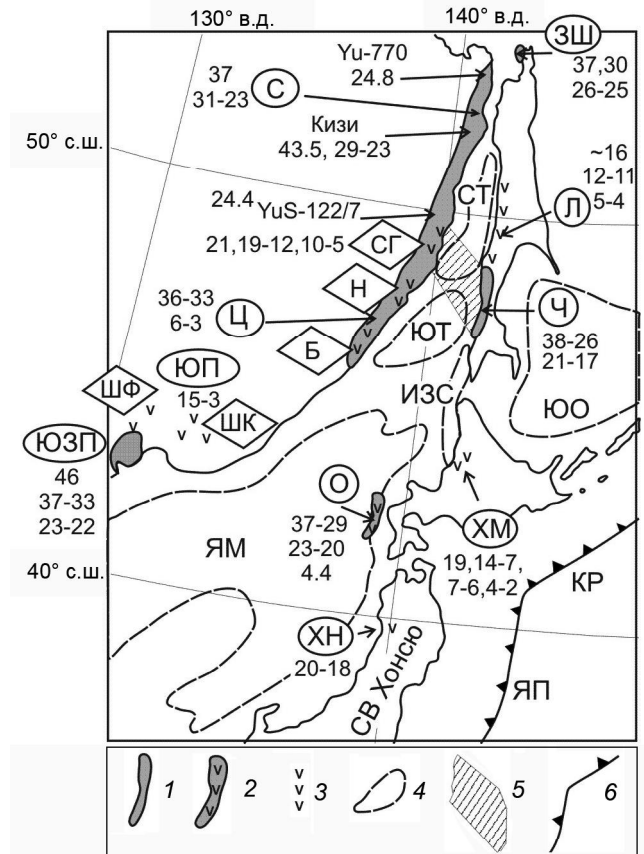 130° в.д.
140° в.д.
ЗШ
37,30
26-25
Yu-770
24.8
37
31-23
С
Кизи
43.5, 29-23
50° с.ш.
~16
12-11
5-4
Л
СТ
24.4 YuS-122/7
21,19-12,10-5
СГ
Н
36-33
6-3
Ц
Ч
38-26
21-17
ЮТ
Б
ЮП
15-3
ШФ
ШК
ИЗС
ЮО
ЮЗП
46
37-33
23-22
О
37-29
23-20
4.4
ЯМ
ХМ
19,14-7,
7-6,4-2
КР
40° с.ш.
ХН
20-18
СВ Хонсю
ЯП
1
2
3
4
5
6
v v v v v v v v v v v v v v v v v v v v v v v v v v v v v v